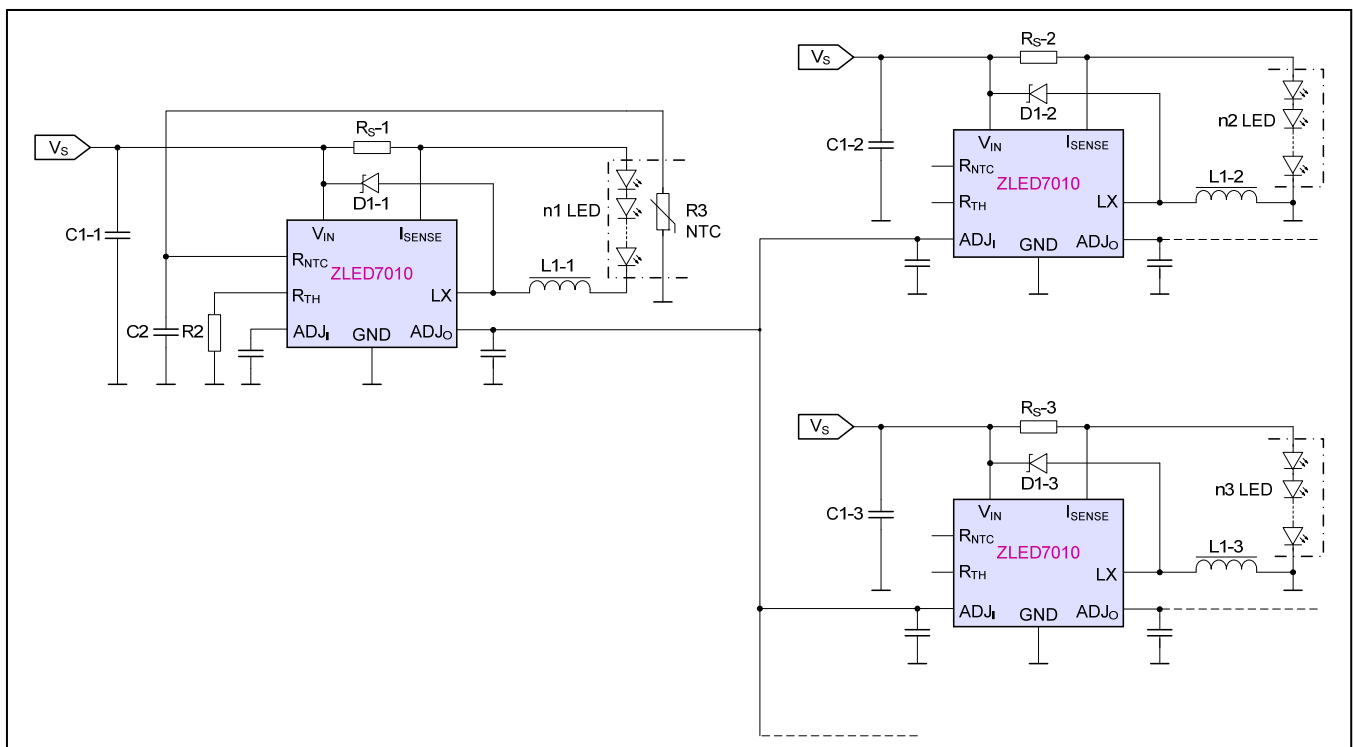 VS
RS-1
D1-1
C1-1
VIN
ISENSE
RNTC
ZLED7010
RTH
LX
ADJI
GND
ADJO
C2
R2
L1-1
n1 LED
R3
NTC
VS
RS-2
D1-2
C1-2
VIN
ISENSE
RNTC
ZLED7010
RTH
LX
ADJI
GND
ADJO
L1-2
n2 LED
VS
RS-3
D1-3
C1-3
VIN
ISENSE
RNTC
ZLED7010
RTH
LX
ADJI
GND
ADJO
L1-3
n3 LED